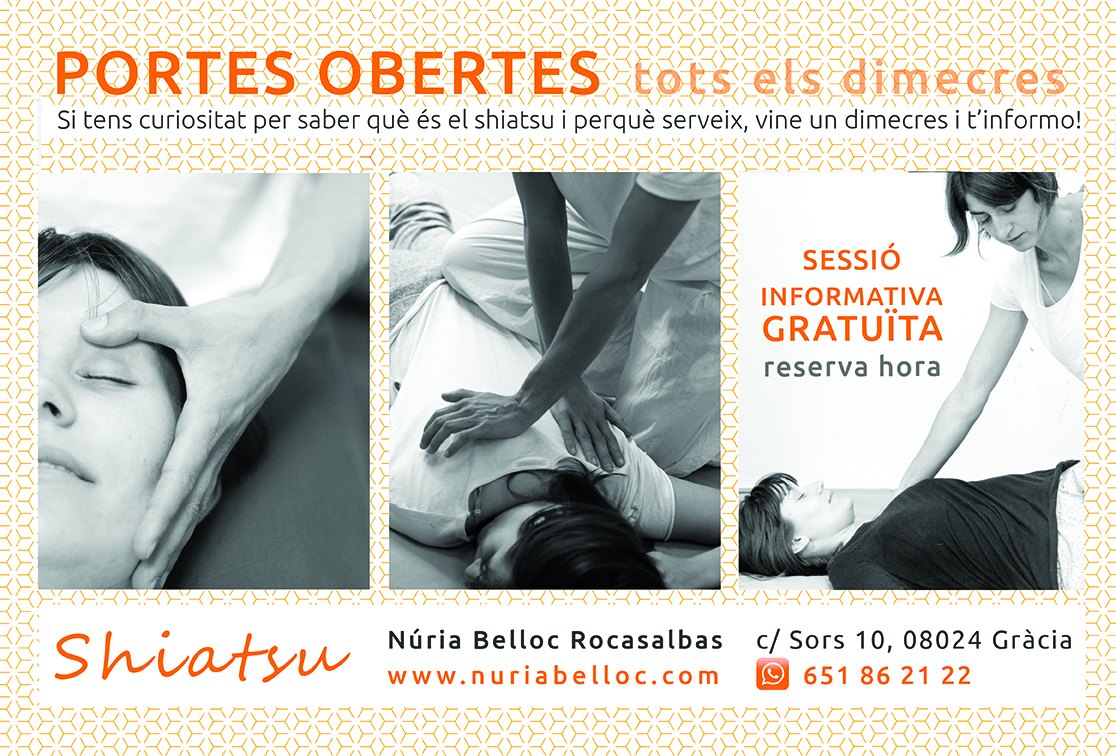 PORTES OBERTES tots els dimecres
Si tens curiositat per saber què és el shiatsu i perquè serveix, vine un dimecres i t'informo!
SESSIÓ
INFORMATIVA
GRATUÏTA
reserva hora
Shiatsu
Núria Belloc Rocasalbas
www.nuriabelloc.com
c/ Sors 10, 08024 Gràcia
651 86 21 22